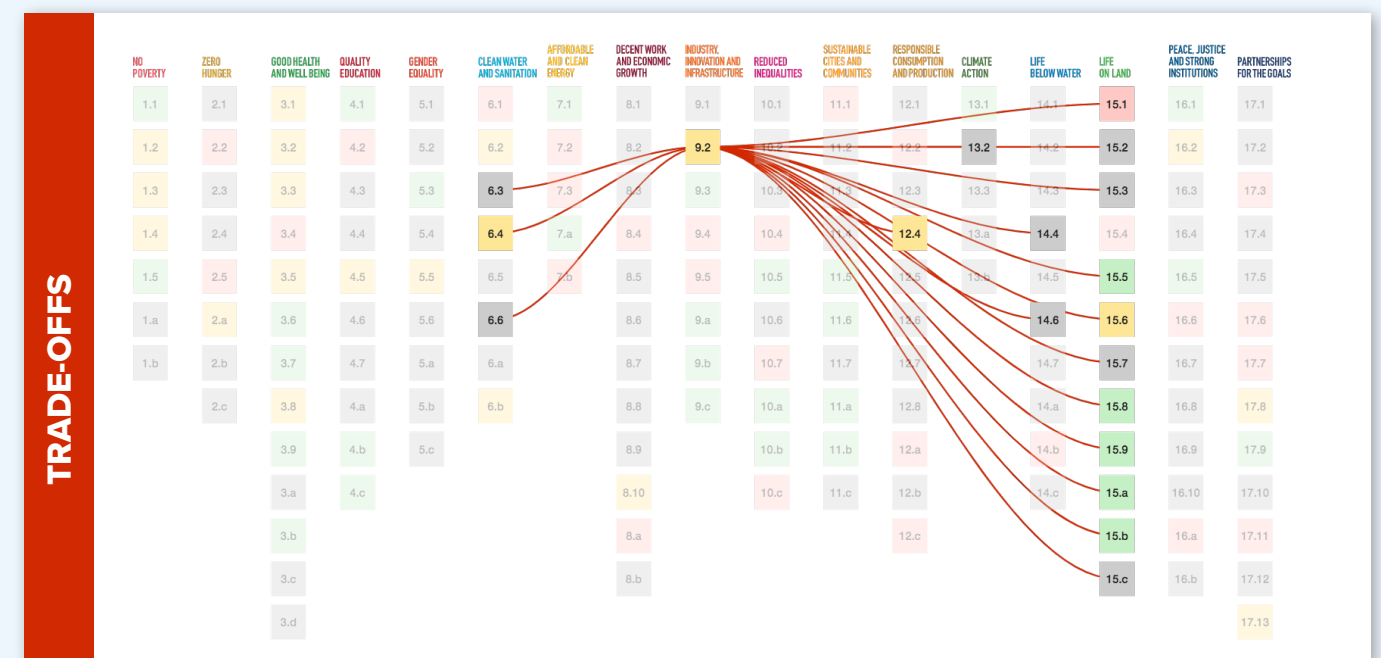 TRADE-OFFS
NO
POVERTY
ZERO
HUNGER
GOOD HEALTH
AND WELL BEING
QUALITY
EDUCATION
GENDER
EQUALITY
CLEAN WATER
AND SANITATION
AFFORDABLE
AND CLEAN
ENERGY
DECENT WORK
AND ECONOMIC
GROWTH
INDUSTRY,
INNOVATION AND
INFRASTRUCTURE
REDUCED
INEQUALITIES
SUSTAINABLE
CITIES AND
COMMUNITIES
RESPONSIBLE
CONSUMPTION
AND PRODUCTION
CLIMATE
ACTION
LIFE
BELOW WATER
LIFE
ON LAND
PEACE, JUSTICE
AND STRONG
INSTITUTIONS
PARTNERSHIPS
FOR THE GOALS
1.1 2.1 3.1 4.1 5.1 6.1 7.1 8.1 9.1 10.1 11.1 12.1 13.1 14.1 15.1 16.1 17.1
1.2 2.2 3.2 4.2 5.2 6.2 7.2 8.2 9.2 10.2 11.2 12.2 13.2 14.2 15.2 16.2 17.2
1.3 2.3 3.3 4.3 5.3 6.3 7.3 8.3 9.3 10.3 11.3 12.3 13.3 14.3 15.3 16.3 17.3
1.4 2.4 3.4 4.4 5.4 6.4 7.a 8.4 9.4 10.4 11.4 12.4 13.a 14.4 15.4 16.4 17.4
1.5 2.5 3.5 4.5 5.5 6.5 7.b 8.5 9.5 10.5 11.5 12.5 13.b 14.5 15.5 16.5 17.5
1.a 2.a 3.6 4.6 5.6 6.6 8.6 9.a 10.6 11.6 12.6 14.6 15.6 16.6 17.6
1.b 2.b 3.7 4.7 5.a 6.a 8.7 9.b 10.7 11.7 12.7 14.7 15.7 16.7 17.7
2.c 3.8 4.a 5.b 6.b 8.8 9.c 10.a 11.a 12.8 14.a 15.8 16.8 17.8
3.9 4.b 5.c 8.9 10.b 11.b 12.a 14.b 15.9 16.9 17.9
3.a 4.c 8.10 10.c 11.c 12.b 14.c 15.a 16.10 17.10
3.b 8.a 12.c 15.b 16.a 17.11
3.c 8.b 15.c 16.b 17.12
3.d 17.13